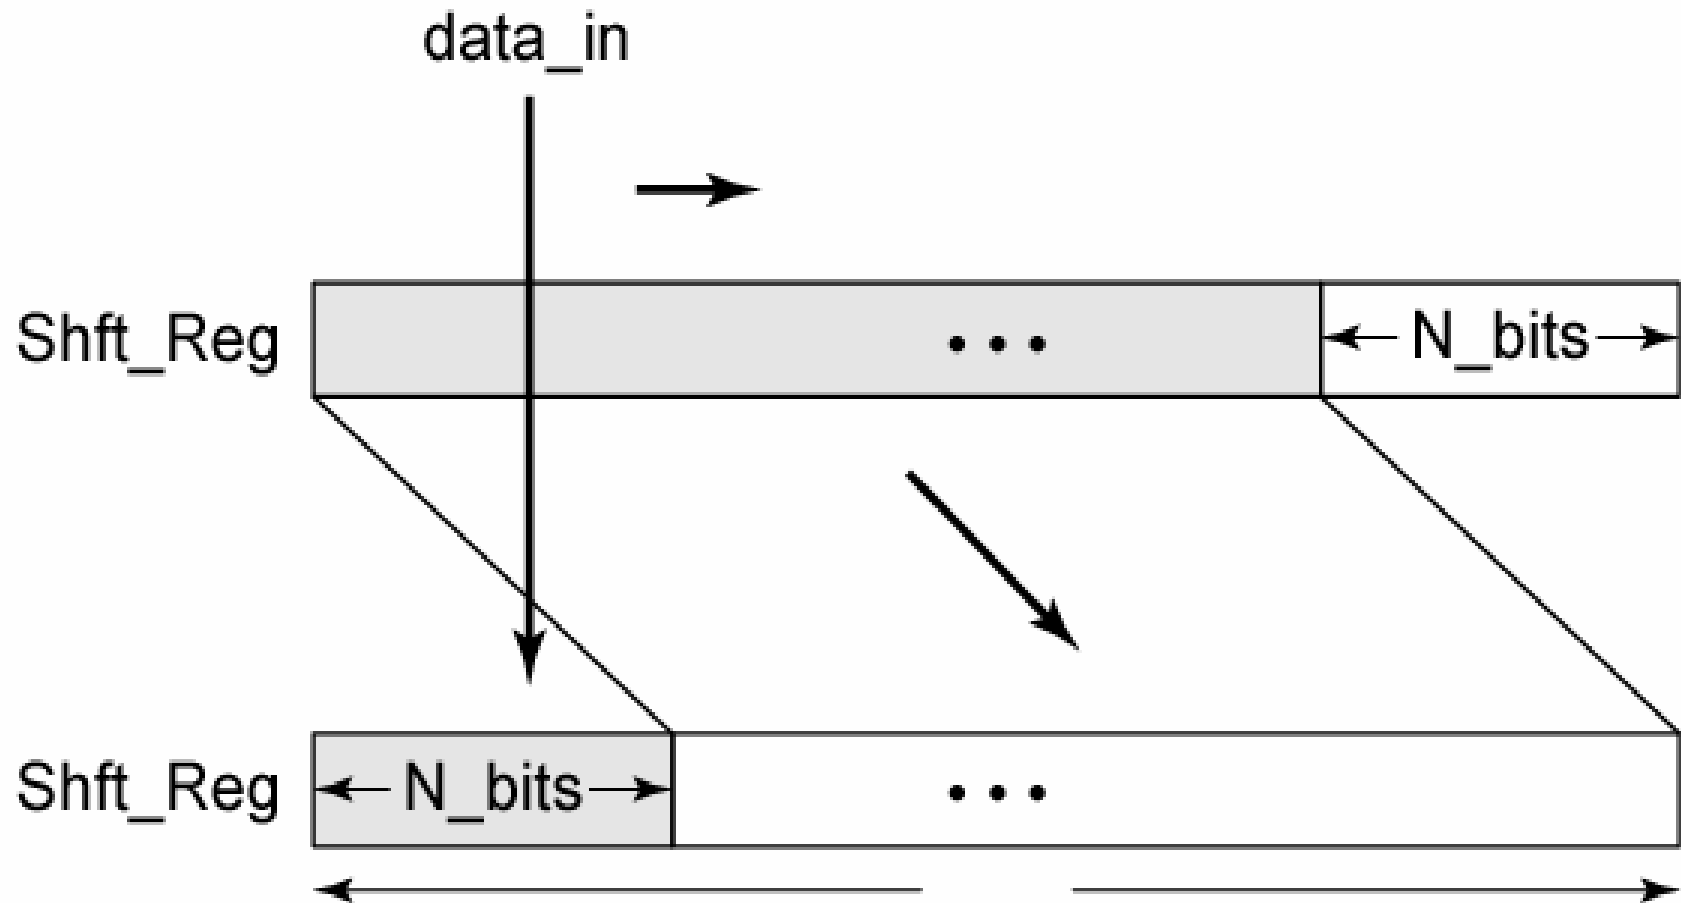 data_in
Shft_Reg
• • •
N_bits
Shft_Reg
N_bits
• • •